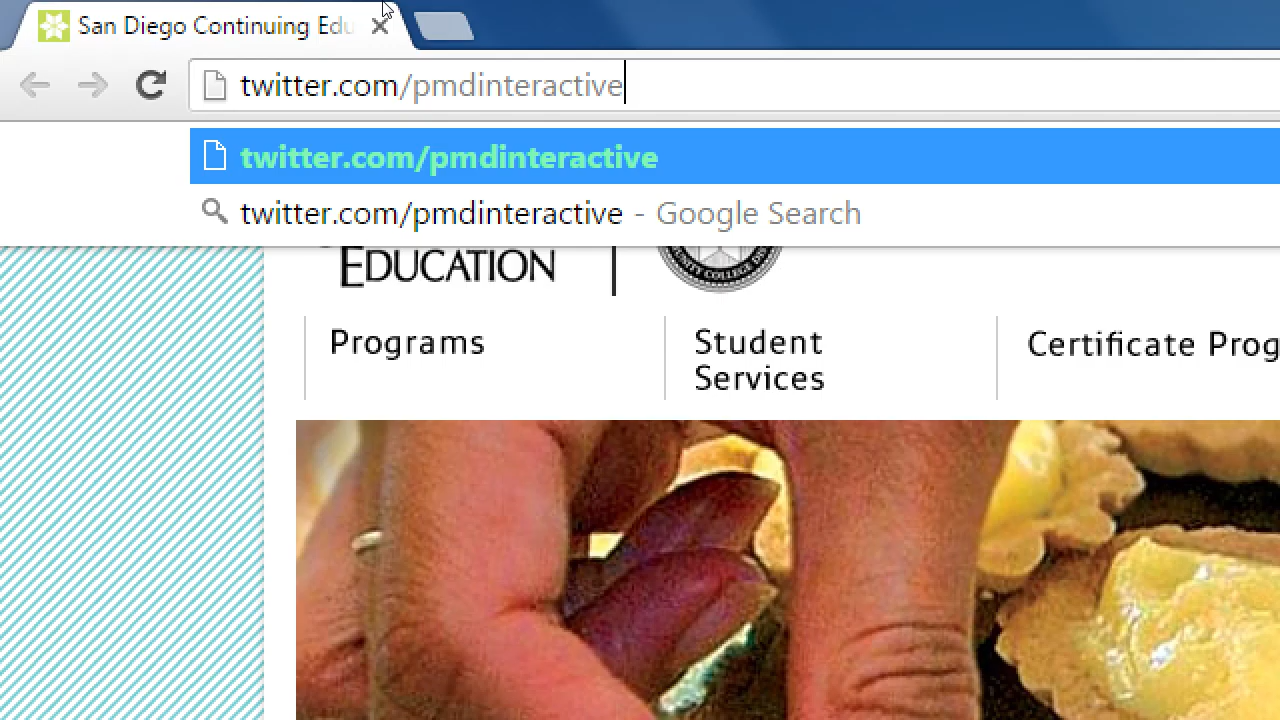 San Diego Continuing Edu
twitter.com/pmdinteractive
twitter.com/pmdinteractive
twitter.com/pmdinteractive - Google Search
EDUCATION
Programs
Student
Services
Certificate Prog